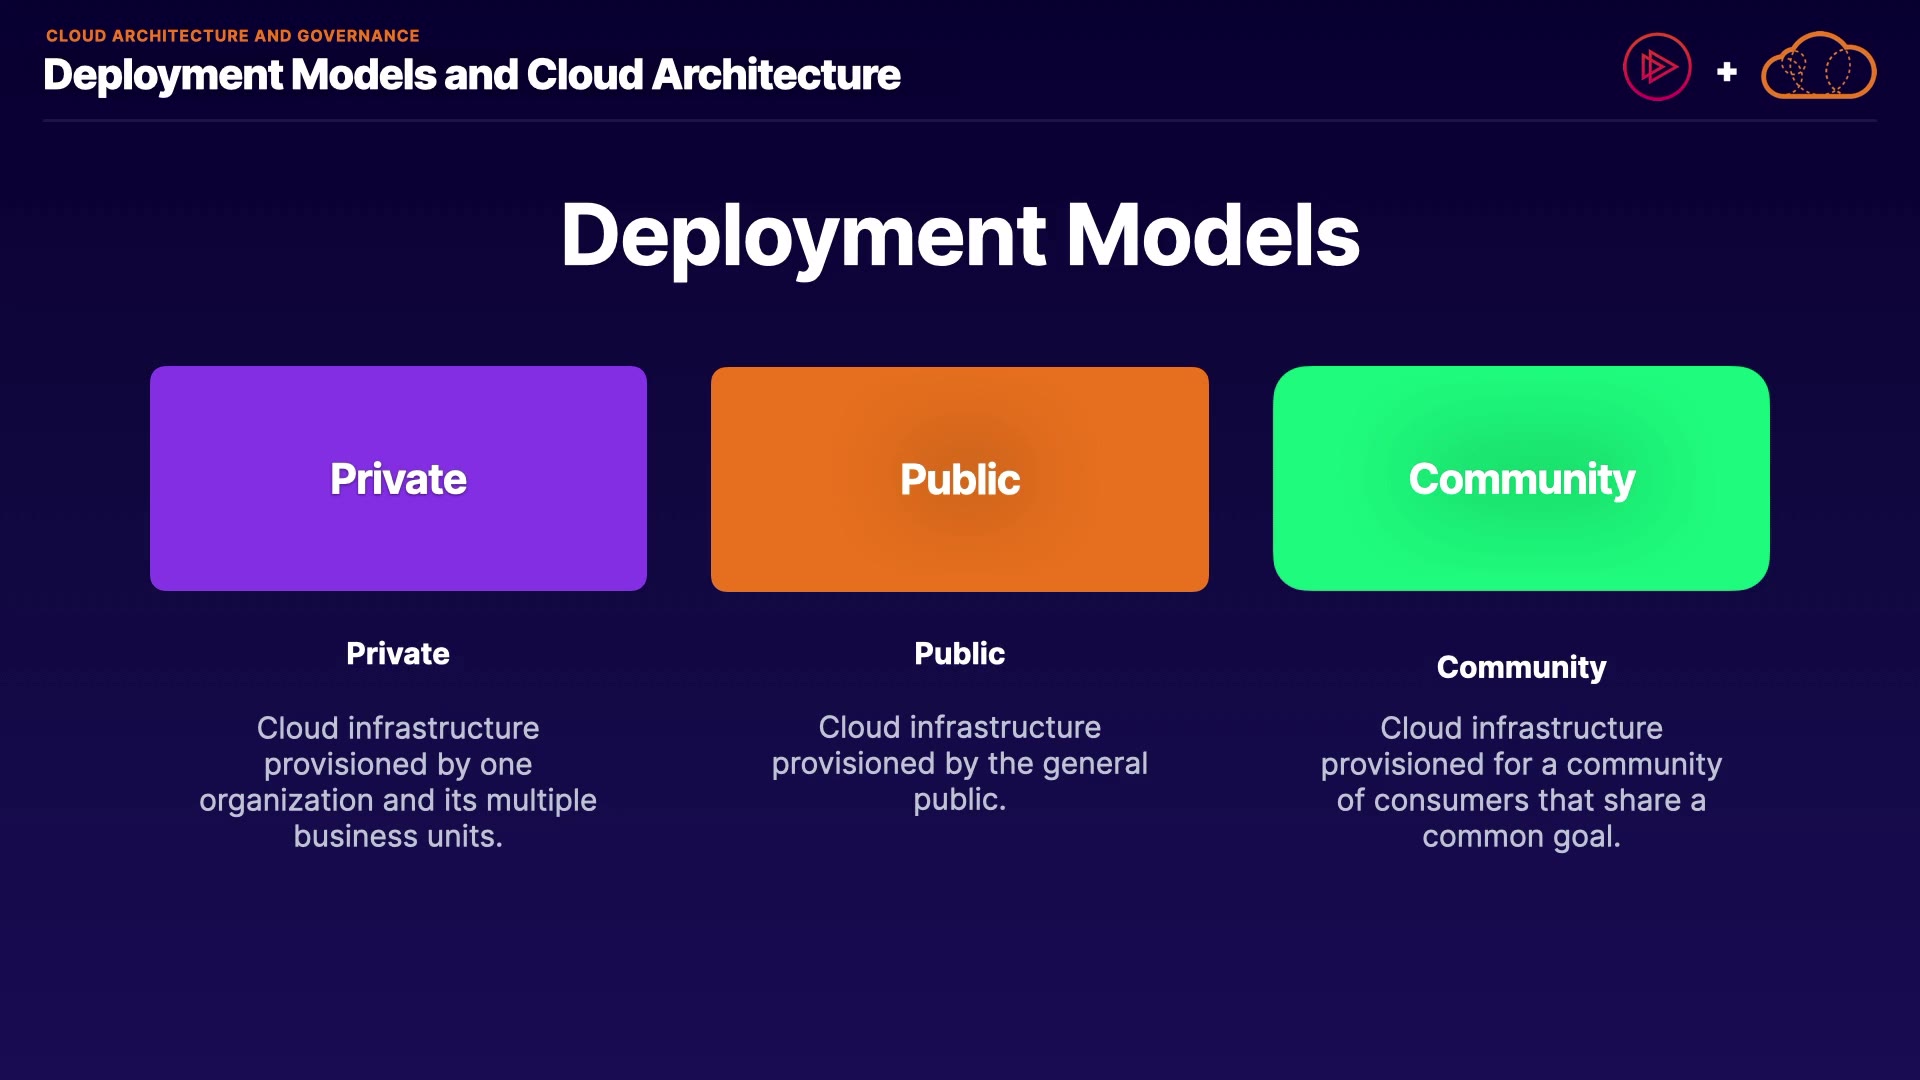 CLOUD ARCHITECTURE AND GOVERNANCE
Deployment Models and Cloud Architecture
+
Deployment Models
Private
Public
Community
Private
Cloud infrastructure
provisioned by one
organization and its multiple
business units.
Public
Cloud infrastructure
provisioned by the general
public.
Community
Cloud infrastructure
provisioned for a community
of consumers that share a
common goal.